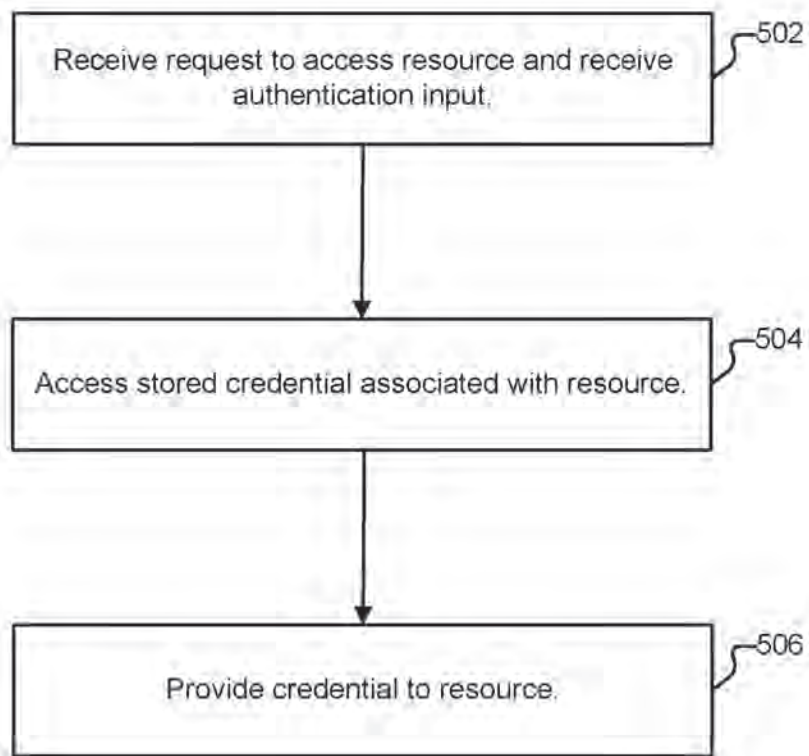 502
Receive request to access resource and receive
authentication input.
504
Access stored credential associated with resource.
506
Provide credential to resource.